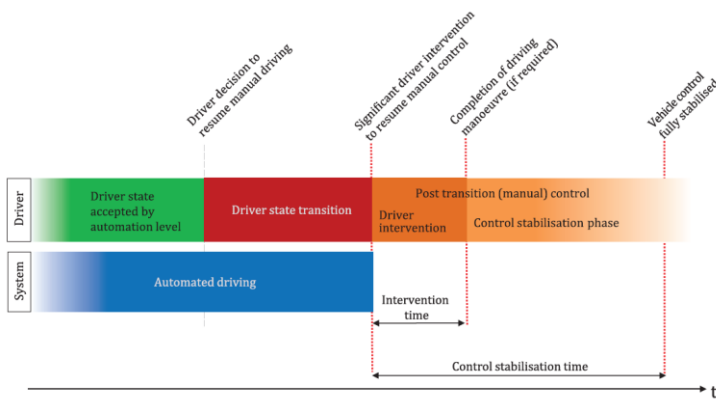 Driver decision to
resume manual driving
Significant driver intervention
to resume manual control
Completion of driving
manoeuvre (if required)
Vehicle control
fully stabilised
Driver
Driver state
accepted by
automation level
Driver state transition
Post transition (manual) control
Driver
intervention
Control stabilisation phase
System
Automated driving
Intervention
time
Control stabilisation time
t